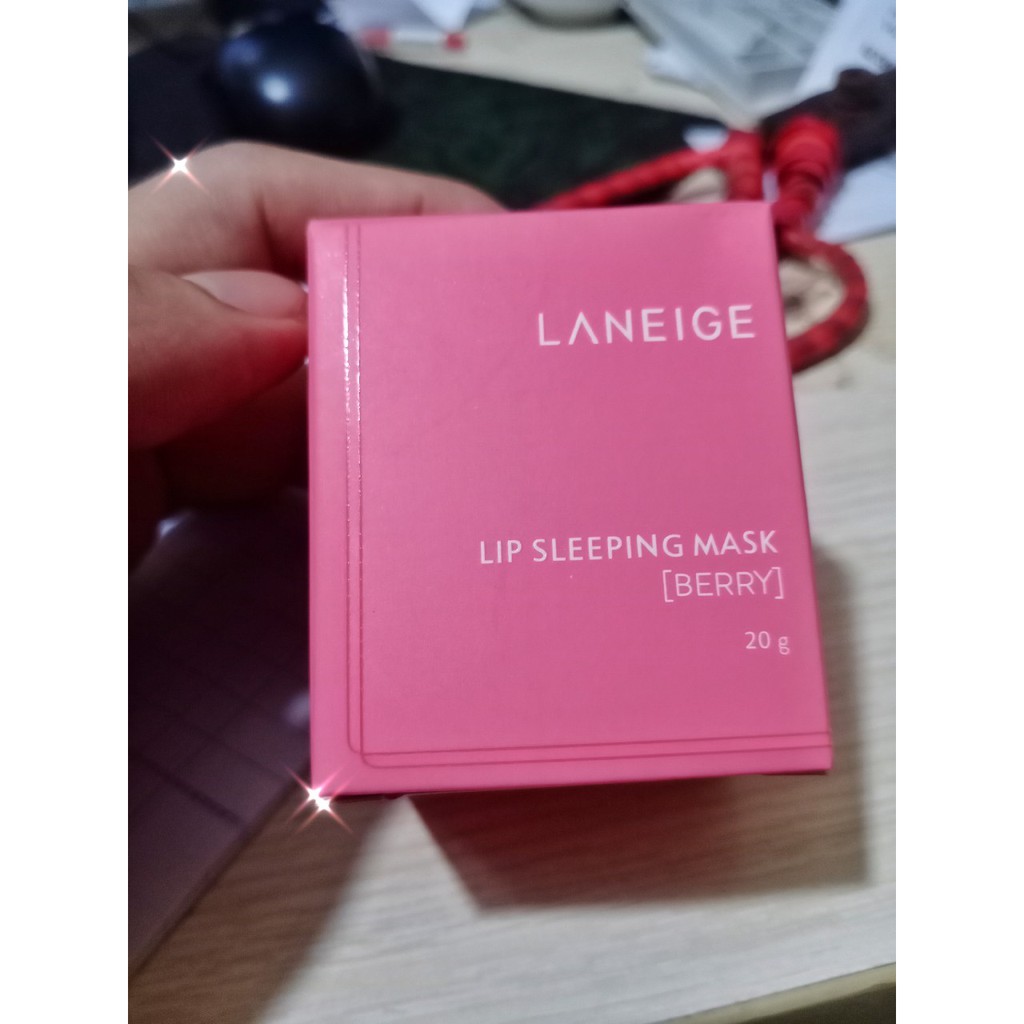 LANEIGE
LIP SLEEPING MASK
[BERRY]
20 g